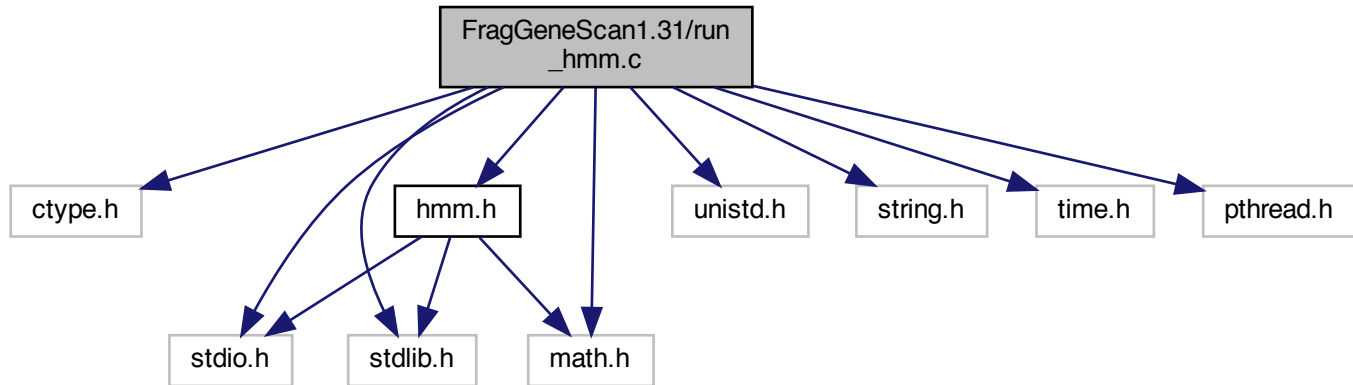 FragGeneScan1.31/run
_hmm.c
ctype.h
hmm.h
unistd.h
string.h
time.h
pthread.h
stdio.h
stdlib.h
math.h